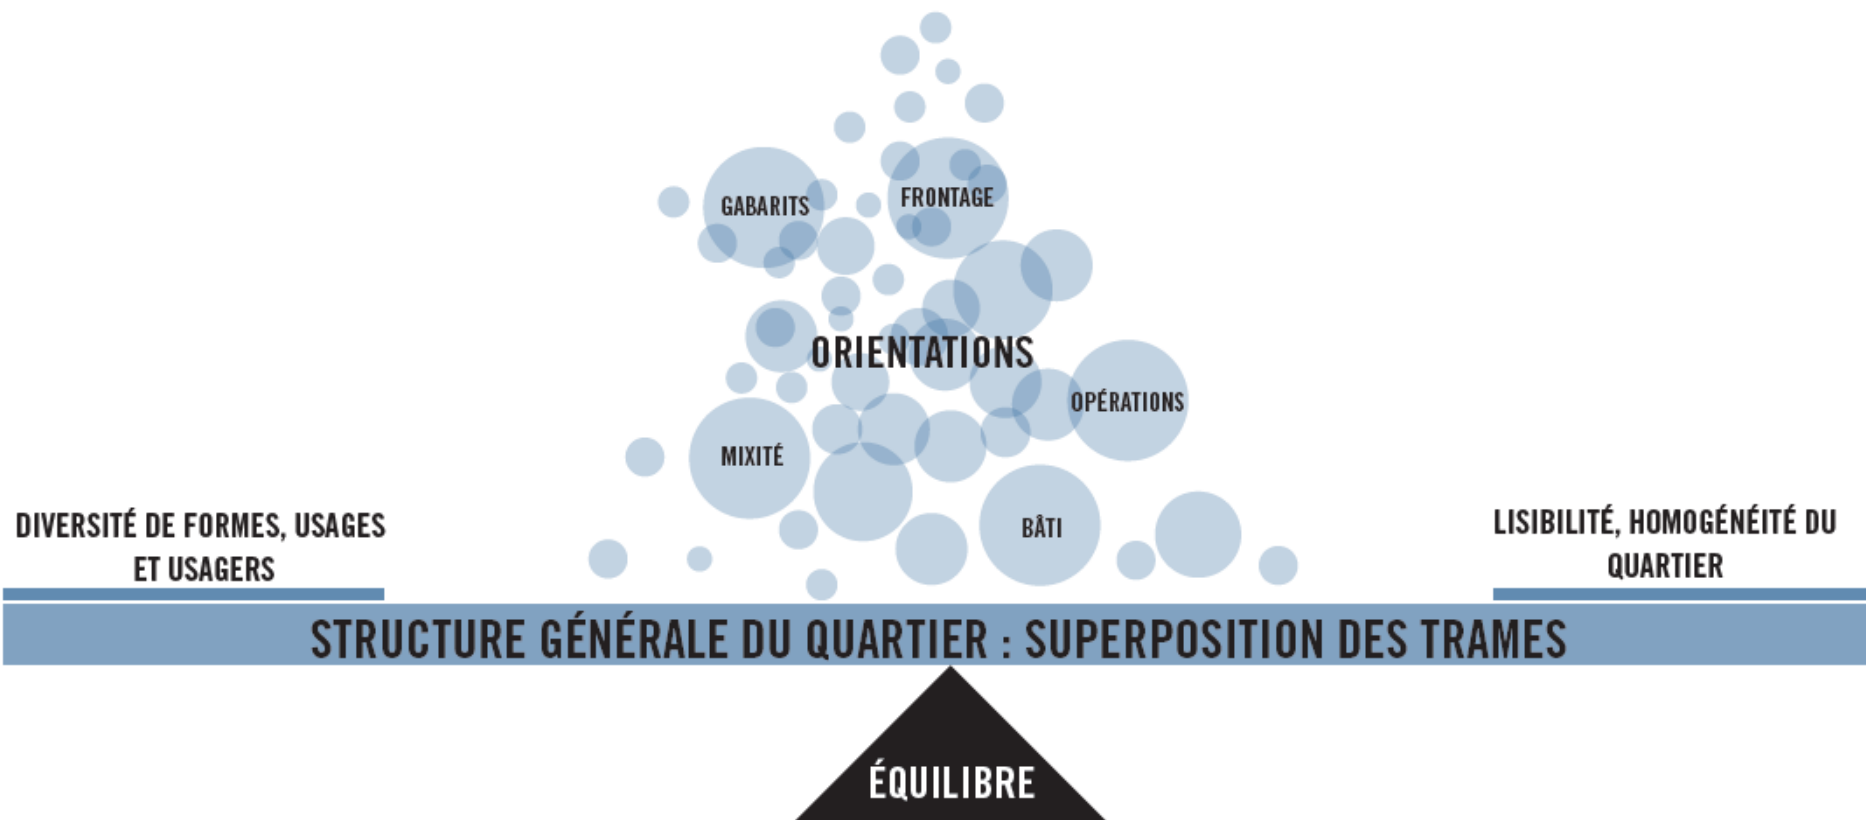 GABARITS
FRONTAGE
ORIENTATIONS
OPÉRATIONS
MIXITÉ
BÂTI
DIVERSITÉ DE FORMES, USAGES
ET USAGERS
LISIBILITÉ, HOMOGÉNÉITÉ DU
QUARTIER
STRUCTURE GÉNÉRALE DU QUARTIER : SUPERPOSITION DES TRAMES
ÉQUILIBRE